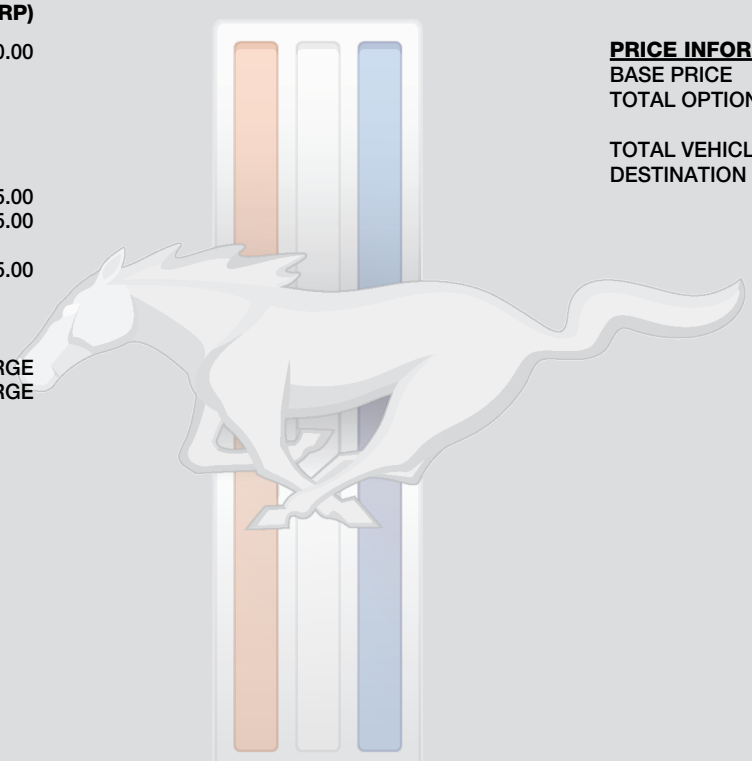 RP)
0.00
5.00
5.00
5.00
RGE
RGE
PRICE INFOR
BASE PRICE
TOTAL OPTION
TOTAL VEHICL
DESTINATION